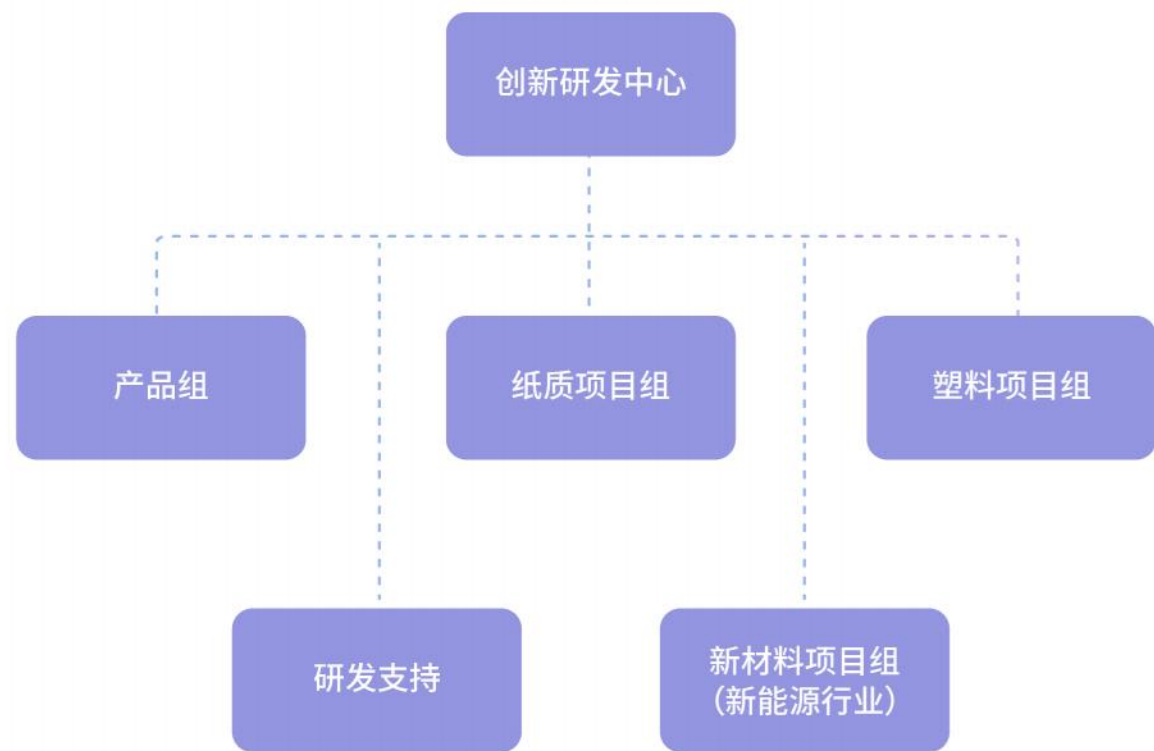 创新研发中心
产品组
纸质项目组
塑料项目组
研发支持
新材料项目组
（新能源行业）